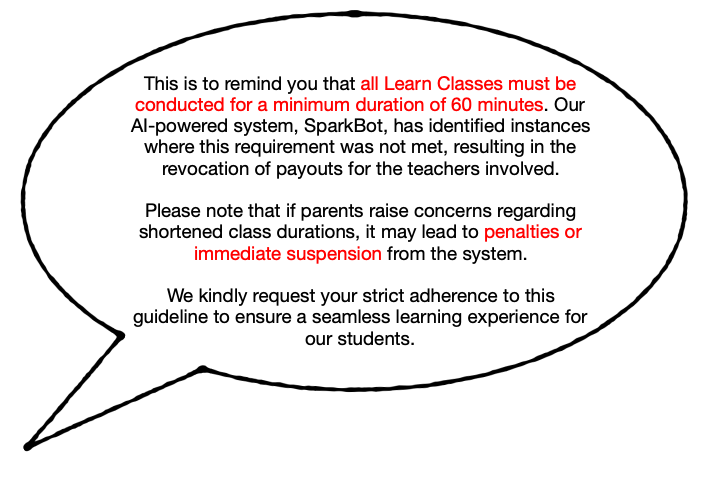 This is to remind you that all Learn Classes must be
conducted for a minimum duration of 60 minutes. Our
AI-powered system, SparkBot, has identified instances
where this requirement was not met, resulting in the
revocation of payouts for the teachers involved.
Please note that if parents raise concerns regarding
shortened class durations, it may lead to penalties or
immediate suspension from the system.
We kindly request your strict adherence to this
guideline to ensure a seamless learning experience for
our students.